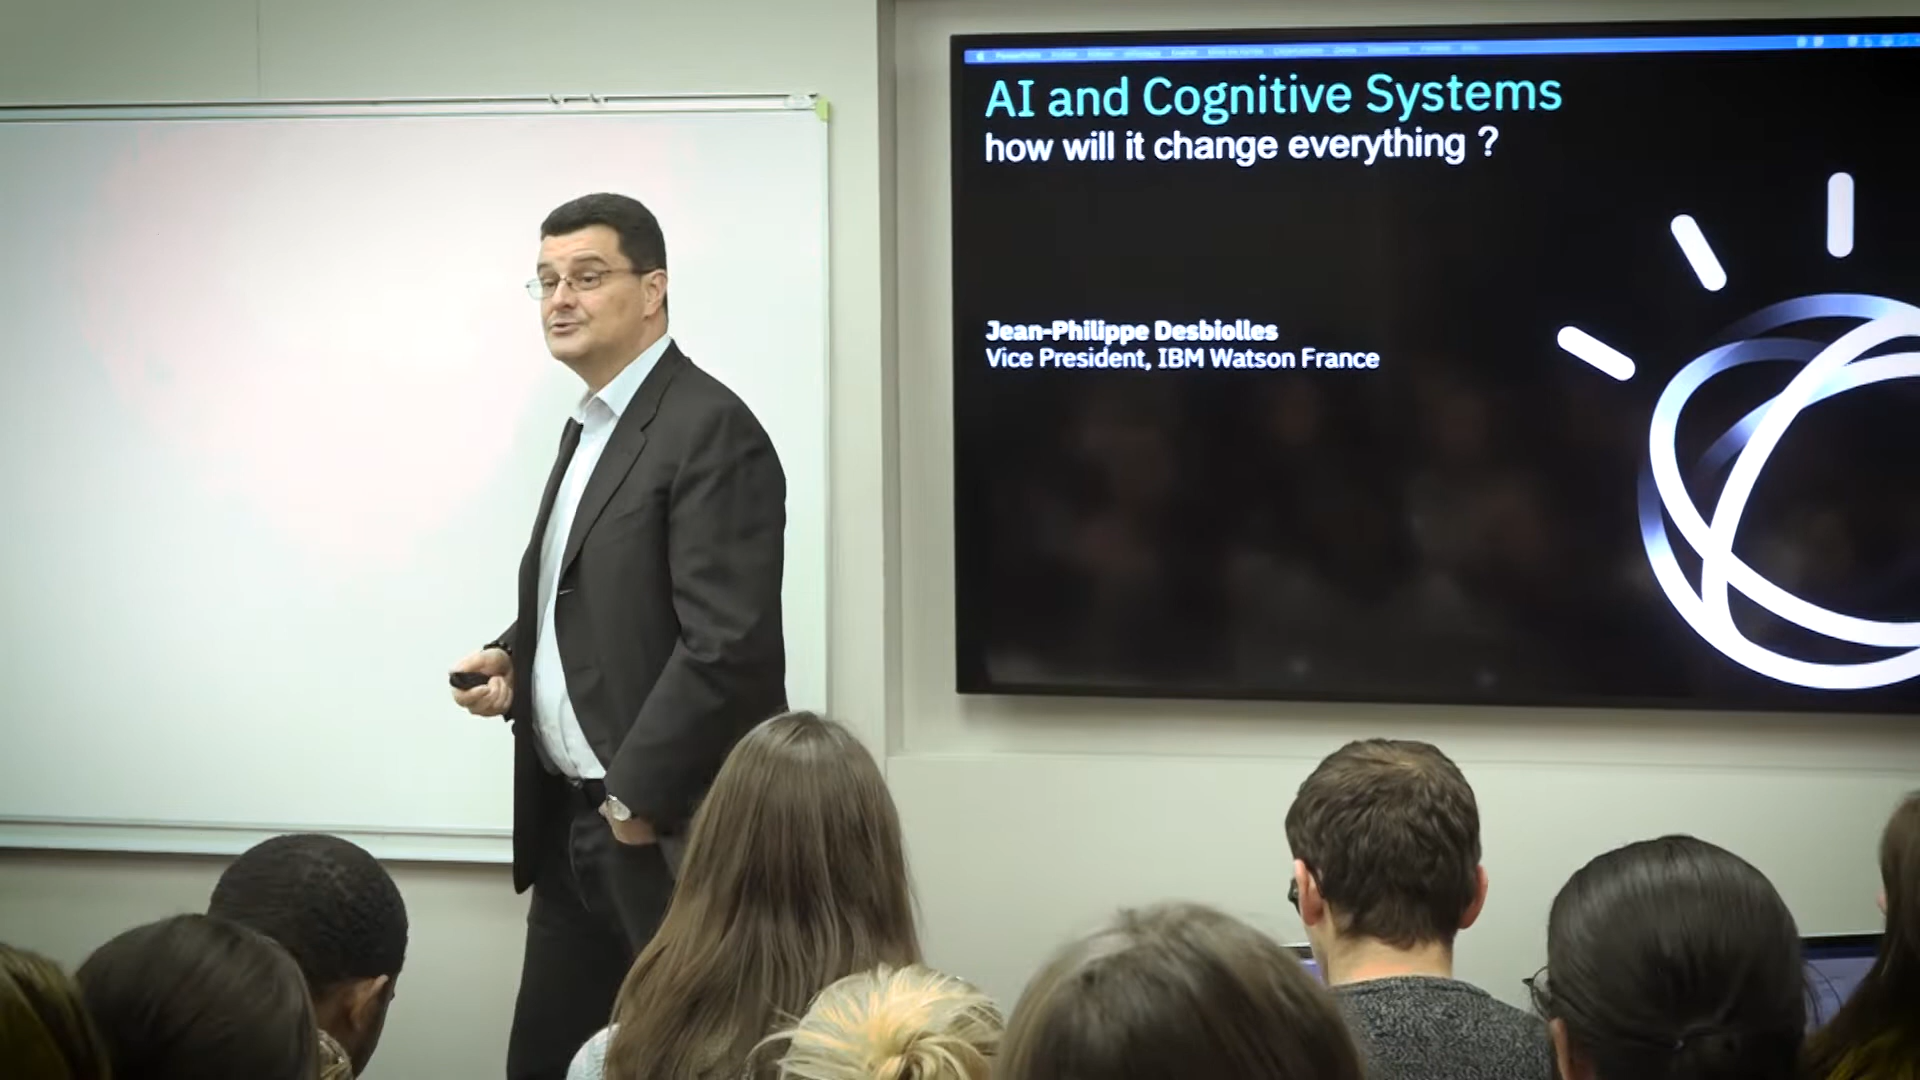 AI and Cognitive Systems
how will it change everything ?
Jean-Philippe Desbiolles
Vice President, IBM Watson France